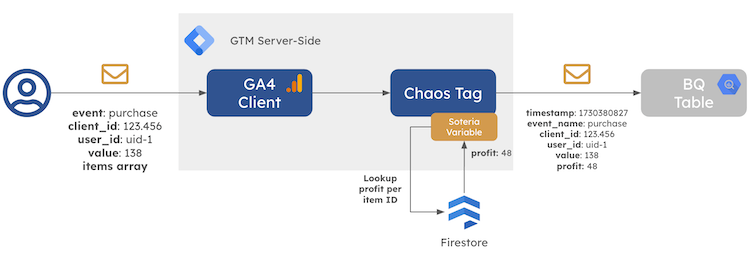 GTM Server-Side
GA4
Client
Chaos Tag
Soteria
Variable
BQ
Table
event: purchase
client_id: 123.456
user_id: uid-1
value: 138
items array
profit: 48
Lookup
profit per
item ID
Firestore
timestamp: 1730380827
event_name: purchase
client_id: 123.456
user_id: uid-1
value: 138
profit: 48